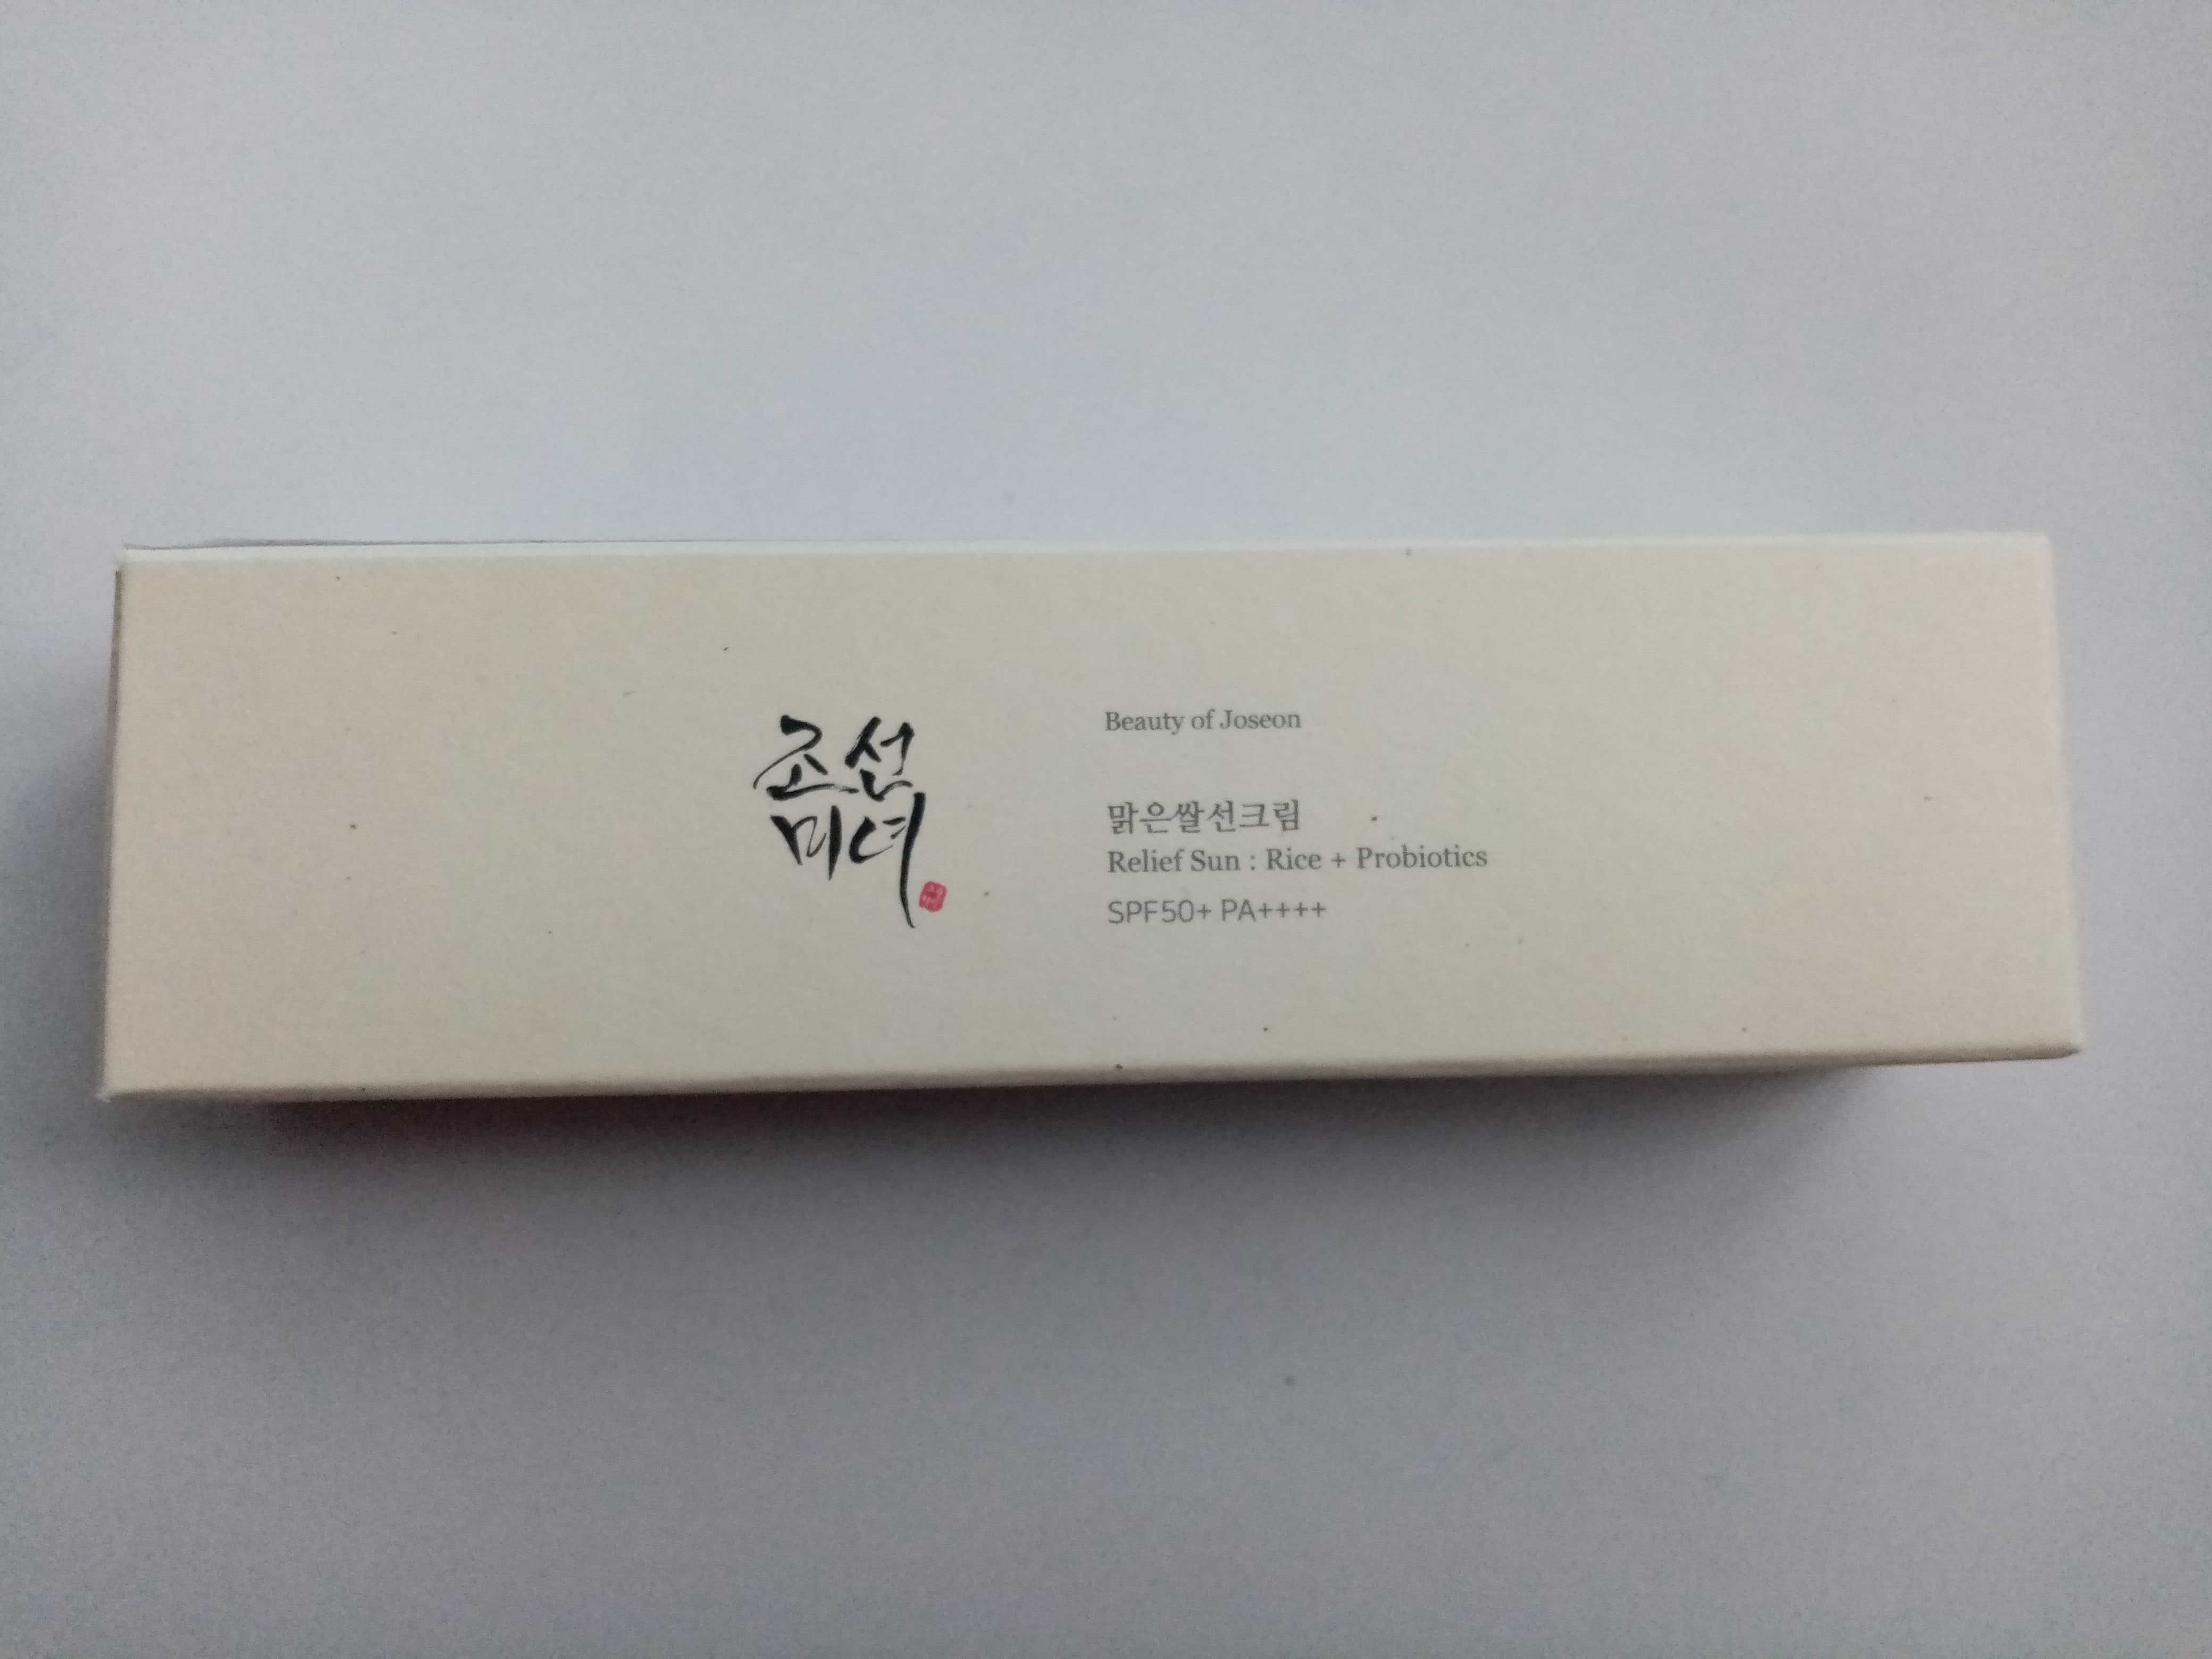 조선
미녀
Beauty of Joseon
맑은쌀선크림
Relief Sun : Rice + Probiotics
SPF50+ PA++++